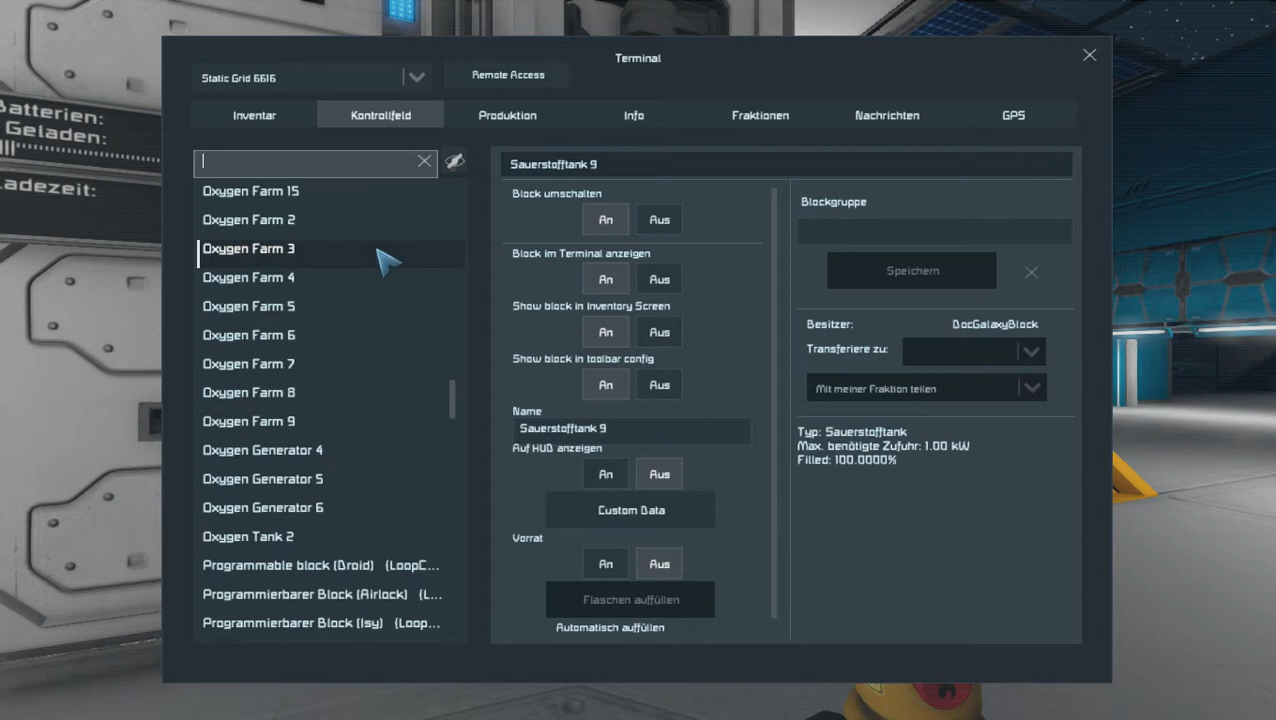 Batterien:
Geladen:
Ladezeit:
Terminal
Static Grid 6616
Remote Access
Inventar
Kontrollfeld
Produktion
Info
Fraktionen
Nachrichten
GPS
Oxygen Farm 15
Oxygen Farm 2
Oxygen Farm 3
Oxygen Farm 4
Oxygen Farm 5
Oxygen Farm 6
Oxygen Farm 7
Oxygen Farm 8
Oxygen Farm 9
Oxygen Generator 4
Oxygen Generator 5
Oxygen Generator 6
Oxygen Tank 2
Programmable block (Droid) (LoopC...
Programmierbarer Block (Airlock) (L...
Programmierbarer Block (Isy) (Loop...
Sauerstofftank 9
Block umschalten
An Aus
Block im Terminal anzeigen
An Aus
Show block in Inventory Screen
An Aus
Show block in toolbar config
An Aus
Name
Sauerstofftank 9
Auf HUD anzeigen
An Aus
Custom Data
Vorrat
An Aus
Flaschen auffüllen
Automatisch auffüllen
Blockgruppe
Speichern
Besitzer: DocGalaxyBlock
Transferiere zu:
Mit meiner Fraktion teilen
Typ: Sauerstofftank
Max. benötigte Zufuhr: 1.00 kW
Filled: 100.0000%